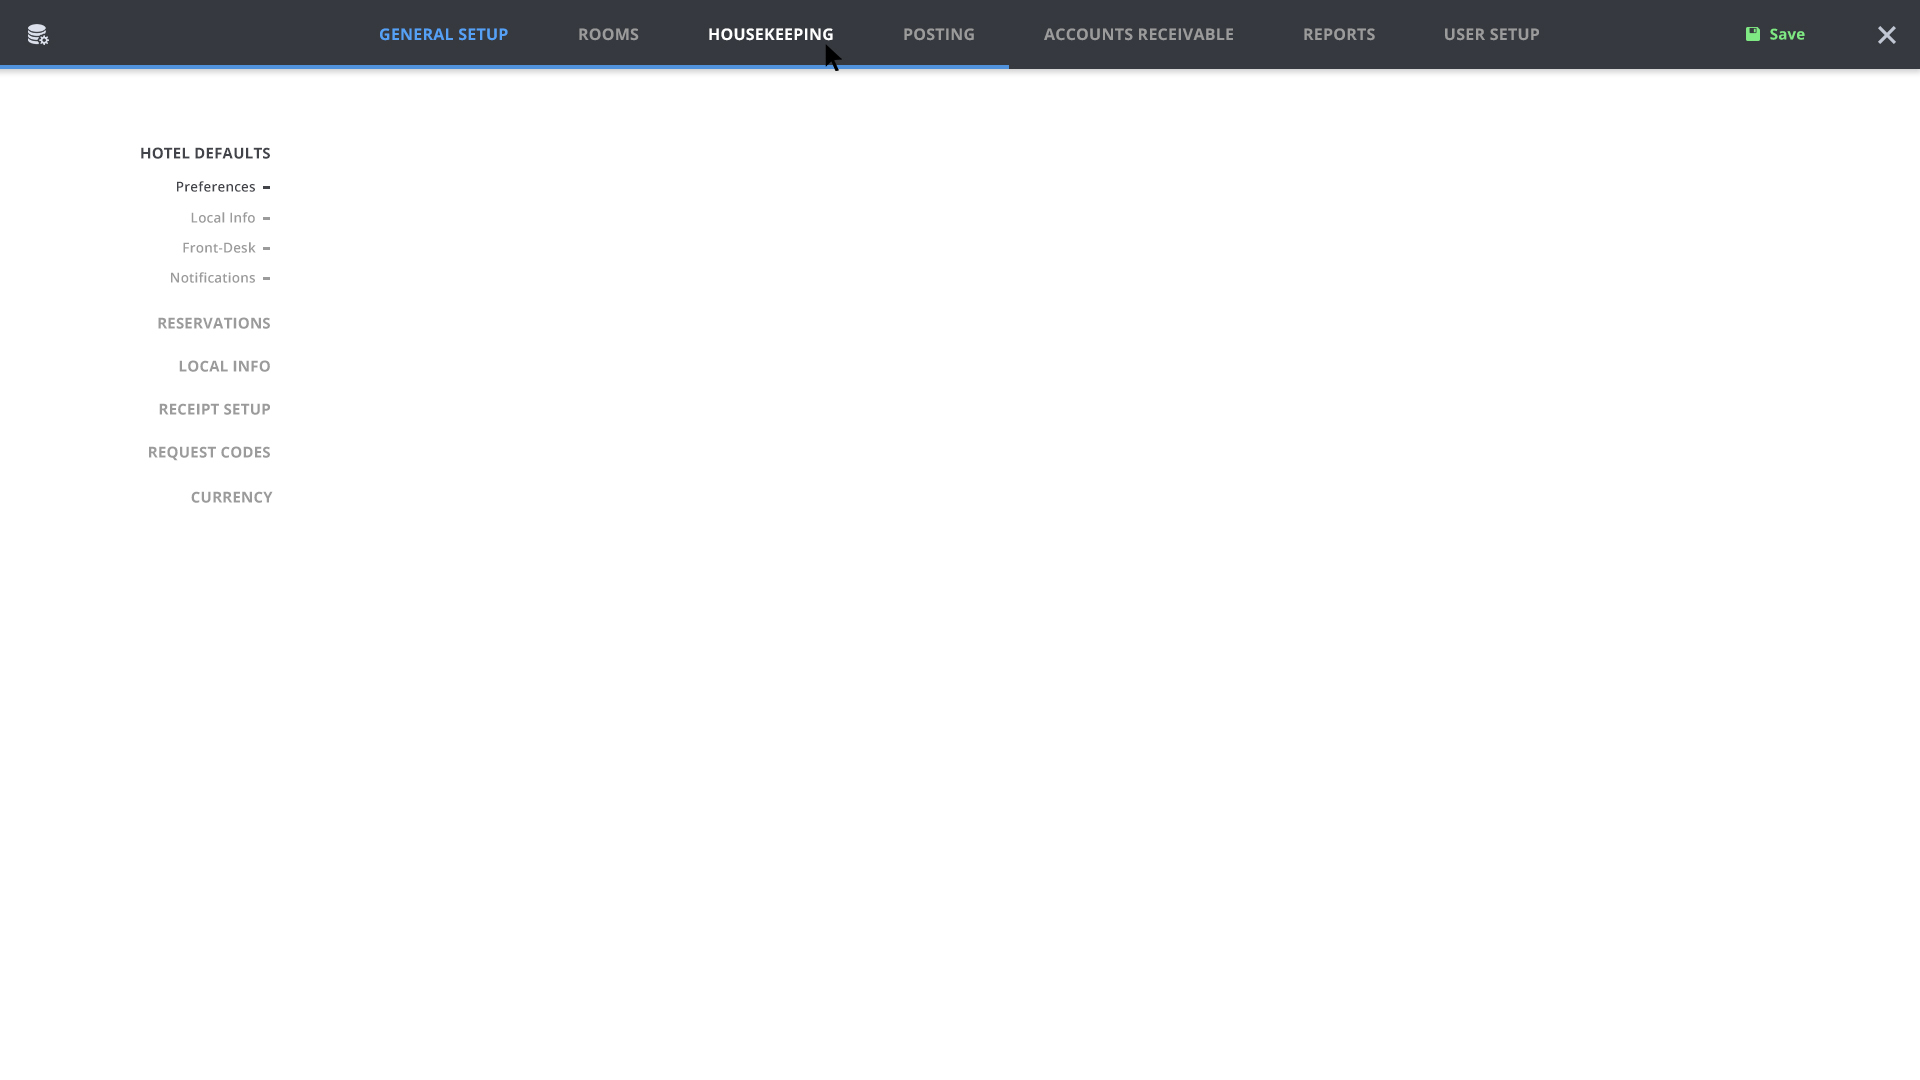 GENERAL SETUP
ROOMS
HOUSEKEEPING
POSTING
ACCOUNTS RECEIVABLE
REPORTS
USER SETUP
Save
HOTEL DEFAULTS
Preferences
Local Info
Front-Desk
Notifications
RESERVATIONS
LOCAL INFO
RECEIPT SETUP
REQUEST CODES
CURRENCY